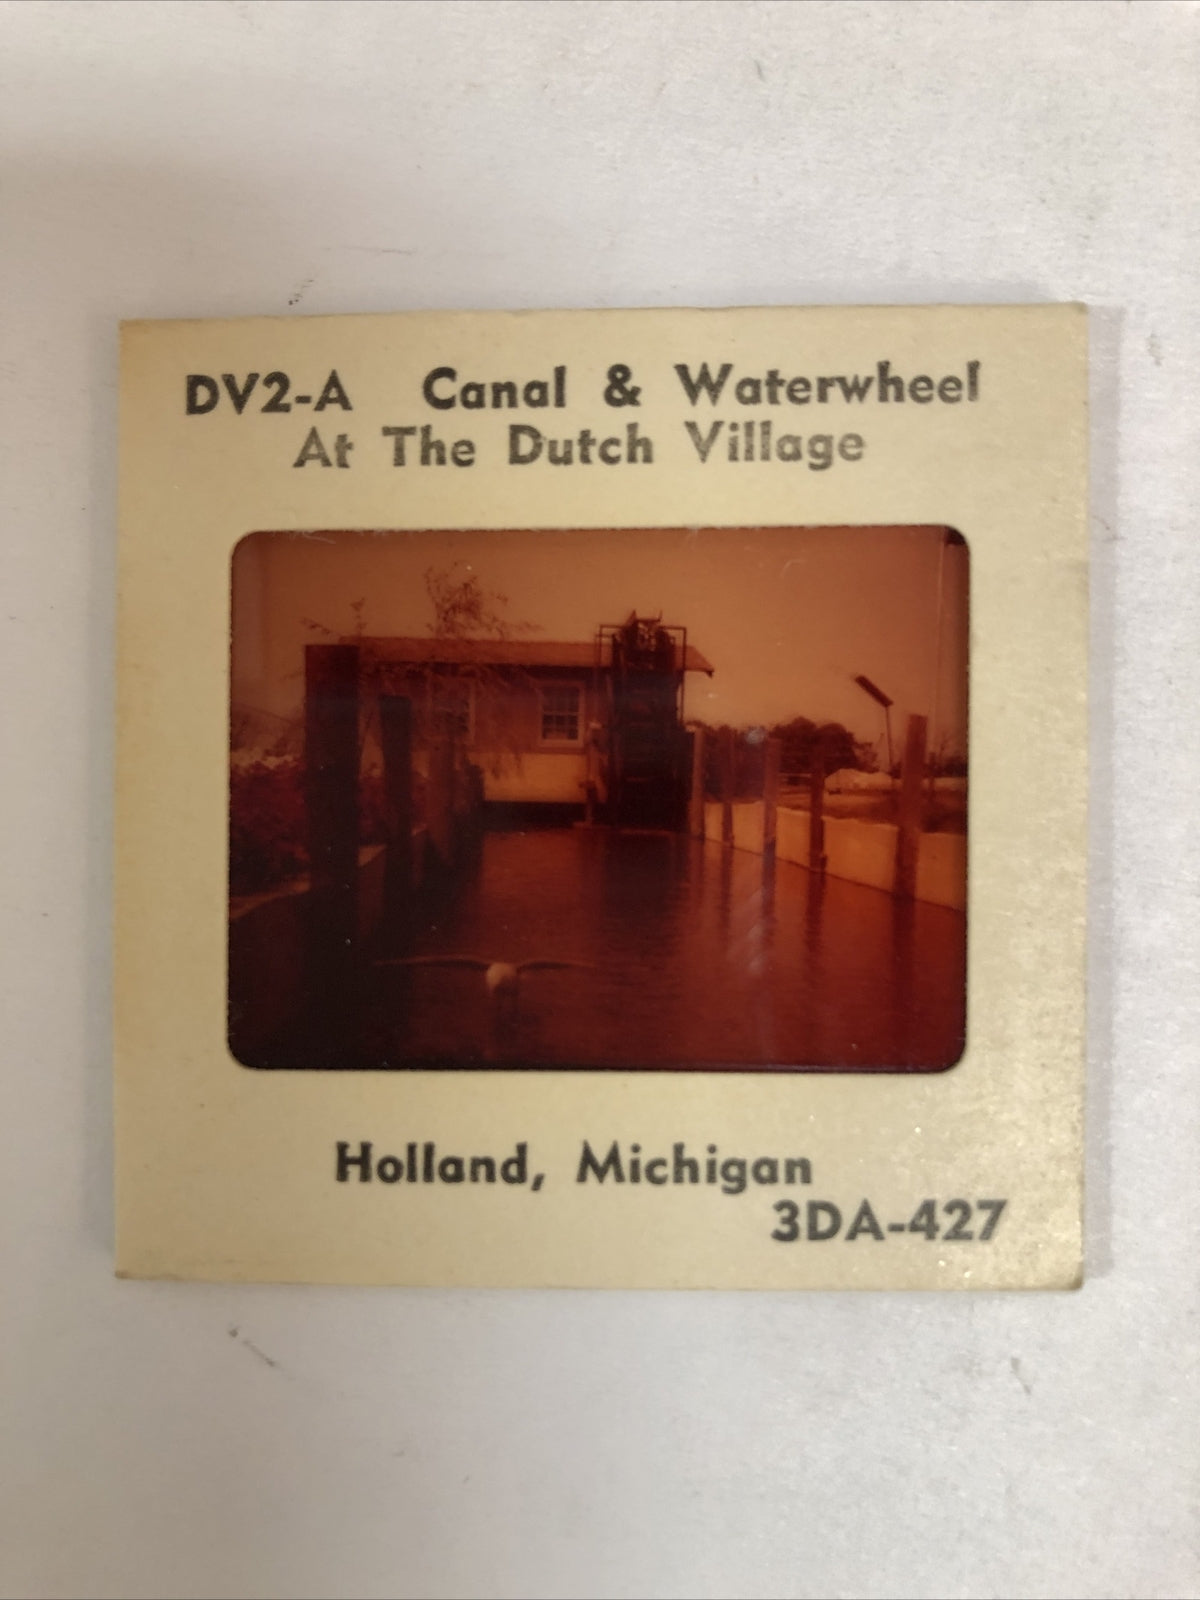 DV2-A Canal & Waterwheel
At The Dutch Village
Holland, Michigan
3DA-427